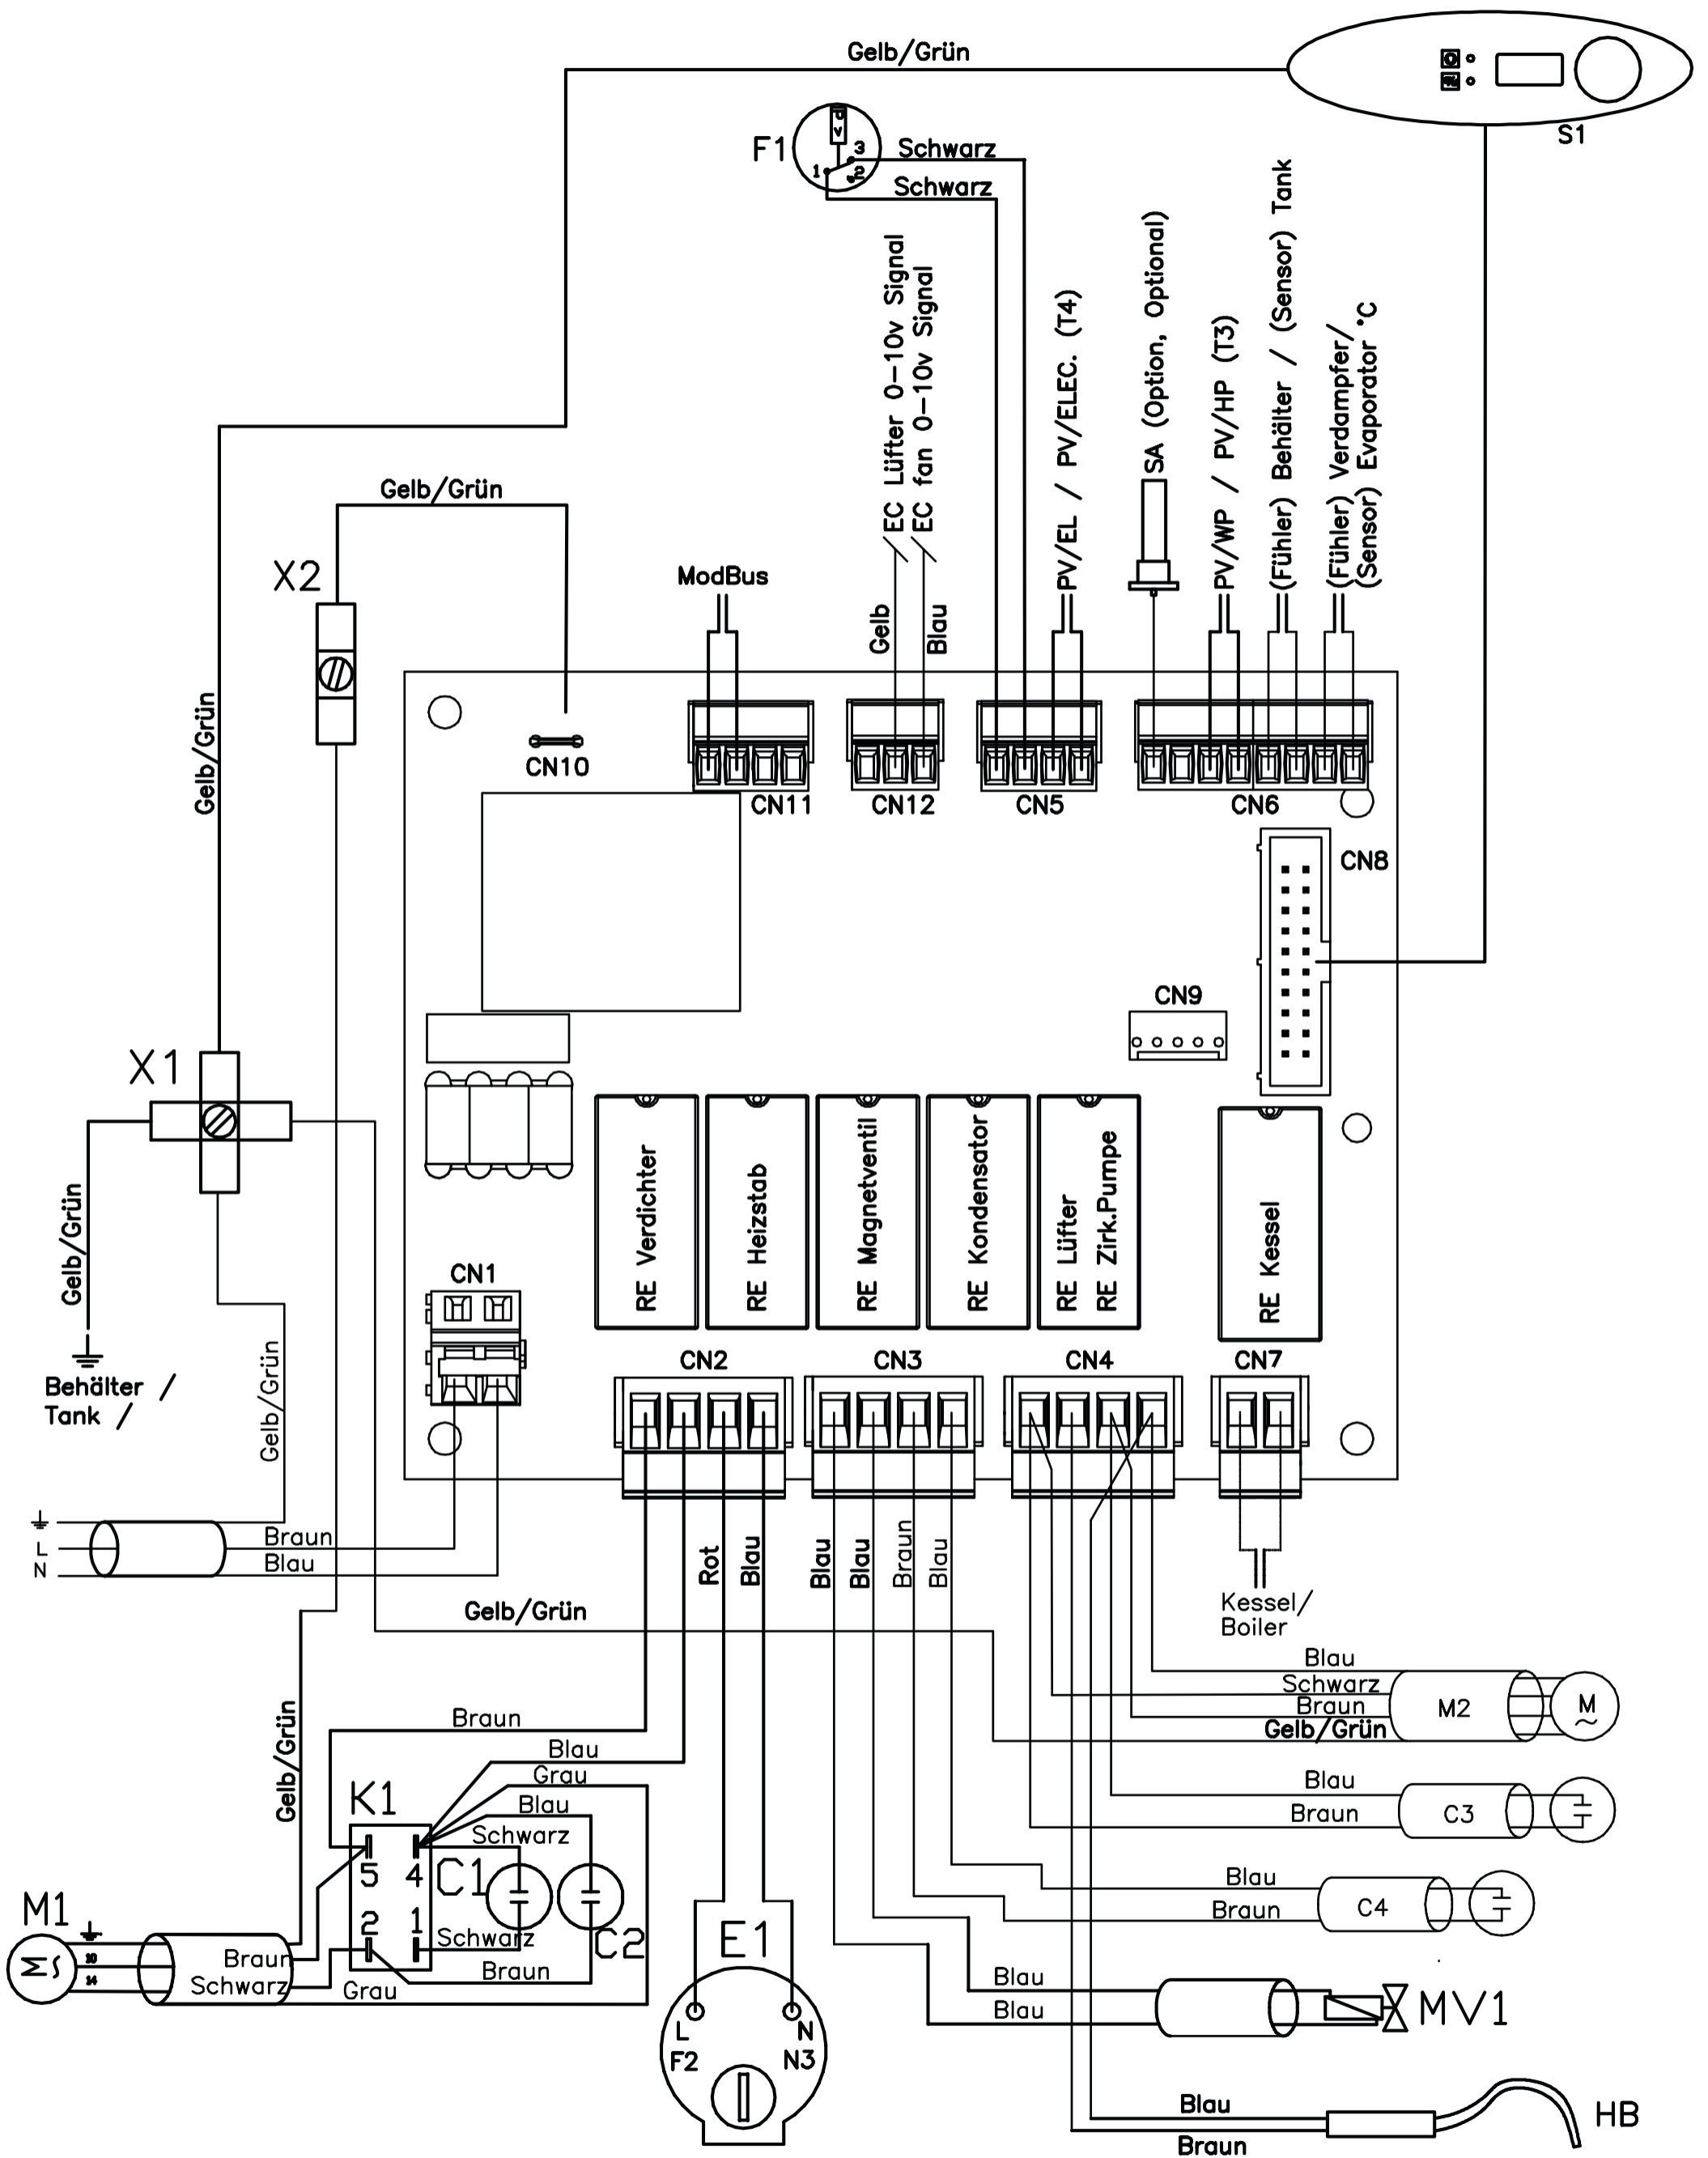 Gelb/Grün
S1
F1
3
1
2
Schwarz
Schwarz
EC Lüfter 0-10v Signal
EC fan 0-10v Signal
PV/EL / PV/ELEC. (T4)
SA (Option, Optional)
PV/WP / PV/HP (T3)
(Fühler) Behälter / (Sensor) Tank
(Fühler) Verdampfer/
(Sensor) Evaporator °C
Gelb/Grün
X2
ModBus
Gelb
Blau
Gelb/Grün
CN10
CN11
CN12
CN5
CN6
CN8
CN9
X1
Gelb/Grün
RE Verdichter
RE Heizstab
RE Magnetventil
RE Kondensator
RE Lüfter
RE Zirk.Pumpe
RE Kessel
CN1
Behälter /
Tank /
Gelb/Grün
CN2
CN3
CN4
CN7
L
N
Braun
Blau
Rot
Blau
Blau
Blau
Braun
Blau
Kessel/
Boiler
Gelb/Grün
Gelb/Grün
Blau
Schwarz
Braun
Gelb/Grün
M2
M
~
Braun
Blau
Grau
Blau
Schwarz
K1
5
4
2
1
C1
C2
Schwarz
Braun
Blau
Braun
C3
Blau
Braun
C4
M1
M
10
14
Braun
Schwarz
Grau
E1
L
F2
N
N3
Blau
Blau
MV1
Blau
Braun
HB